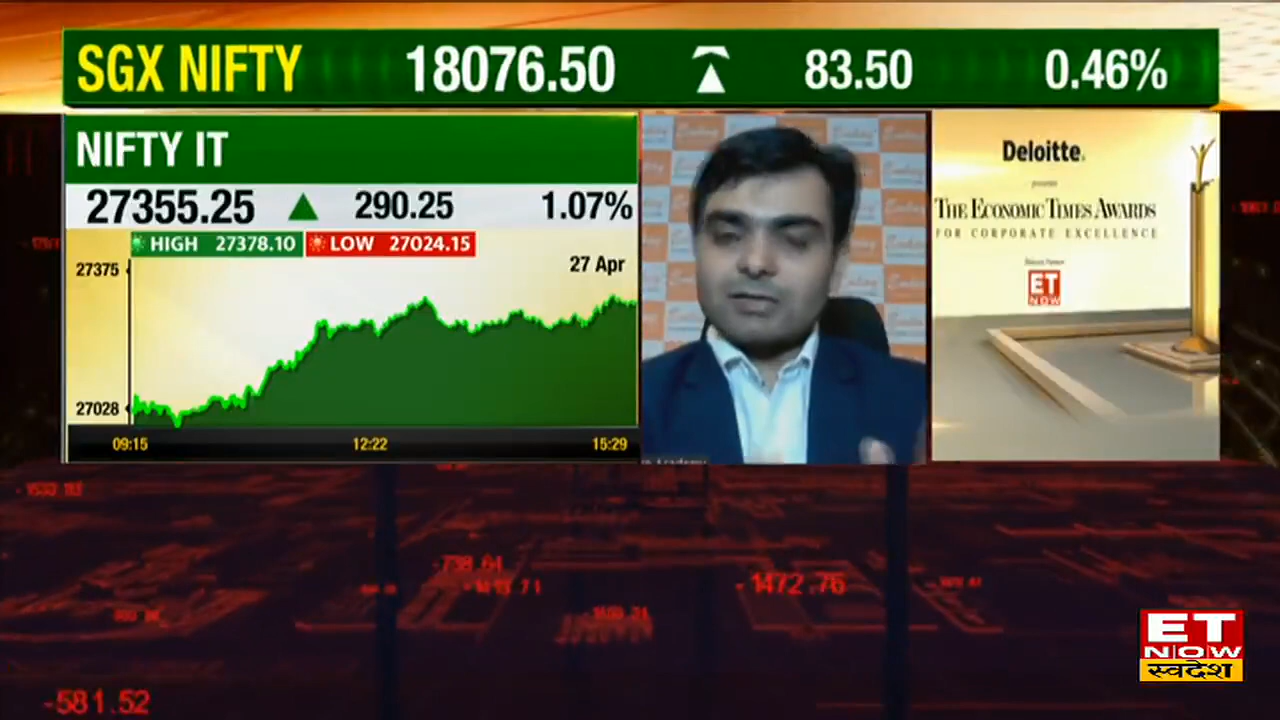 SGX NIFTY 18076.50 83.50 0.46%
NIFTY IT
27355.25 290.25 1.07%
HIGH 27378.10 LOW 27024.15
27 Apr
27375
27028
09:15 12:22 15:29
Deloitte.
presents
THE ECONOMIC TIMES AWARDS
FOR CORPORATE EXCELLENCE
ET
NOW
-1472.76
-581.52
ET
NOW
स्वदेश